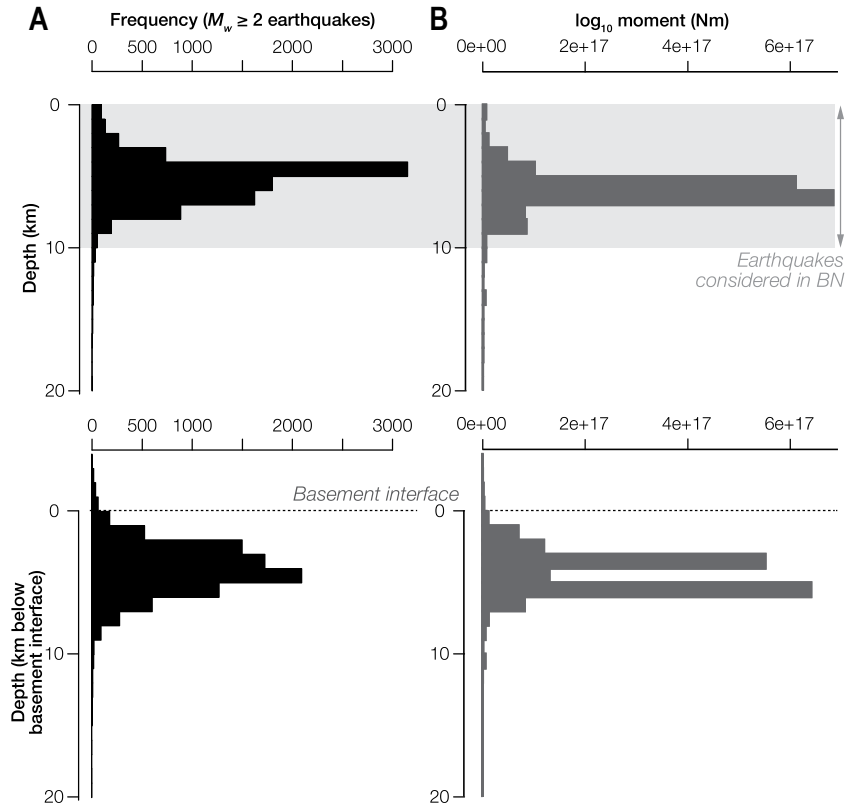 A
Frequency (Mw ≥ 2 earthquakes)
0 500 1000 2000 3000
B
log10 moment (Nm)
0e+00 2e+17 4e+17 6e+17
Depth (km)
0
10
20
0
10
20
Earthquakes
considered in BN
0 500 1000 2000 3000
0e+00 2e+17 4e+17 6e+17
Basement interface
Depth (km below
basement interface)
0
10
20
0
10
20